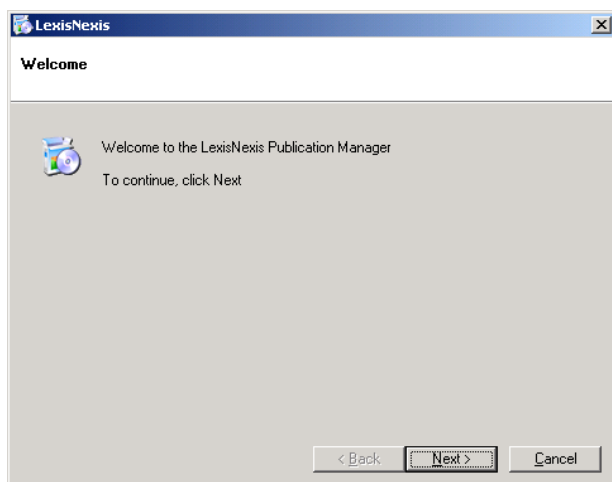 LexisNexis
Welcome
Welcome to the LexisNexis Publication Manager
To continue, click Next
< Back Next > Cancel